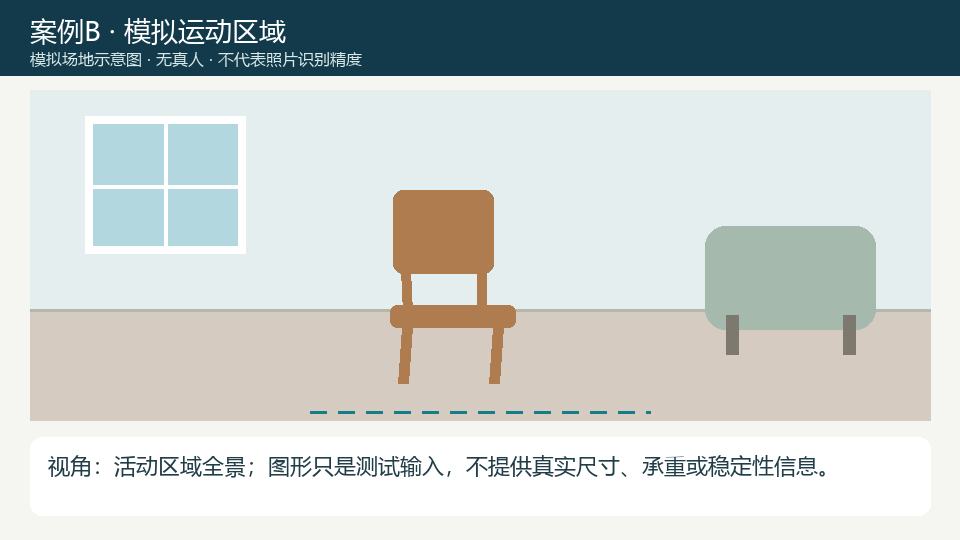 案例B · 模拟运动区域
模拟场地示意图 · 无真人 · 不代表照片识别精度
视角：活动区域全景；图形只是测试输入，不提供真实尺寸、承重或稳定性信息。